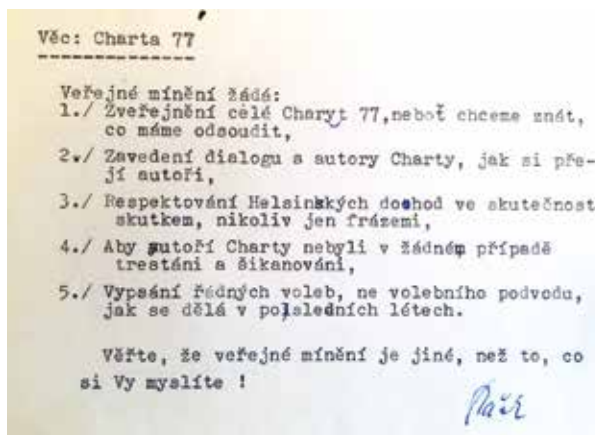 Věc: Charta 77
Veřejné mínění žádá:
1./ Zveřejnění celé Charyt 77,neboť chceme znát,
co máme odsoudit,
2./ Zavedení dialogu s autory Charty, jak si pře-
jí autoři,
3./ Respektování Helsinských dochod ve skutečnost
skutkem, nikoliv jen frázemi,
4./ Aby autoři Charty nebyli v žádném případě
trestáni a šikanováni,
5./ Vypsání řádných voleb, ne volebního podvodu,
jak se dělá v polsledních létech.
Věřte, že veřejné mínění je jiné, než to, co
si Vy myslíte !